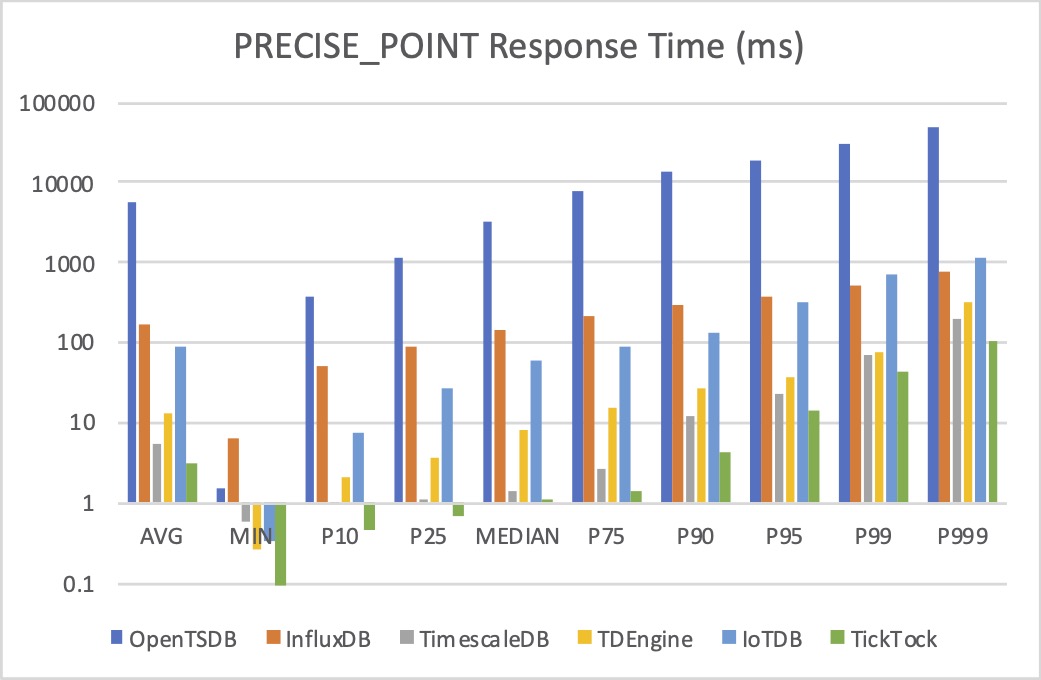 PRECISE_POINT Response Time (ms)
100000
10000
1000
100
10
1
0.1
AVG MIN P10 P25 MEDIAN P75 P90 P95 P99 P999
OpenTSDB InfluxDB TimescaleDB TDEngine IoTDB TickTock